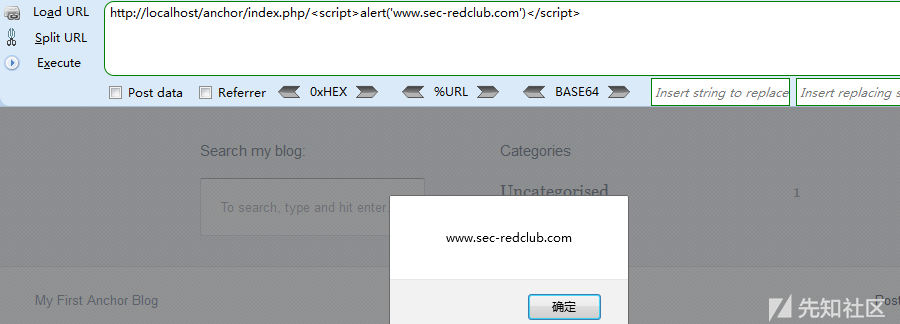 Load URL
http://localhost/anchor/index.php/<script>alert('www.sec-redclub.com')</script>
Split URL
Execute
Post data Referrer 0xHEX %URL BASE64 Insert string to replace Insert replacing s
Search my blog: Categories
Uncategorised 1
To search, type and hit enter
www.sec-redclub.com
My First Anchor Blog 确定 Post
先知社区